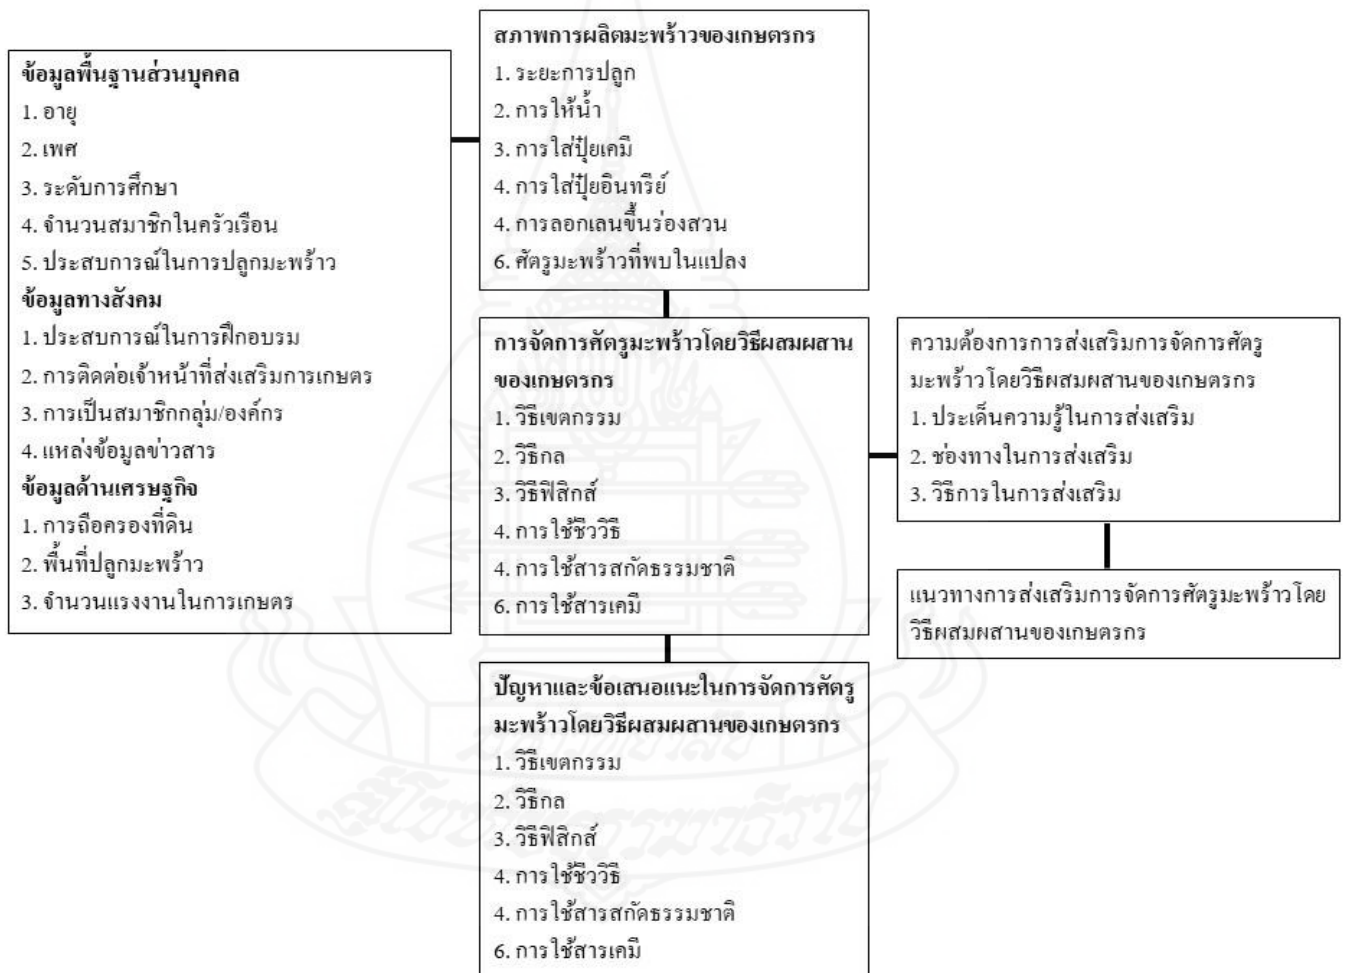 ข้อมูลพื้นฐานส่วนบุคคล
1. อายุ
2. เพศ
3. ระดับการศึกษา
4. จำนวนสมาชิกในครัวเรือน
5. ประสบการณ์ในการปลูกมะพร้าว
ข้อมูลทางสังคม
1. ประสบการณ์ในการฝึกอบรม
2. การติดต่อเจ้าหน้าที่ส่งเสริมการเกษตร
3. การเป็นสมาชิกกลุ่ม/องค์กร
4. แหล่งข้อมูลข่าวสาร
ข้อมูลด้านเศรษฐกิจ
1. การถือครองที่ดิน
2. พื้นที่ปลูกมะพร้าว
3. จำนวนแรงงานในการเกษตร
สภาพการผลิตมะพร้าวของเกษตรกร
1. ระยะการปลูก
2. การให้น้ำ
3. การใส่ปุ๋ยเคมี
4. การใส่ปุ๋ยอินทรีย์
4. การลอกเลนขึ้นร่องสวน
6. ศัตรูมะพร้าวที่พบในแปลง
การจัดการศัตรูมะพร้าวโดยวิธีผสมผสาน
ของเกษตรกร
1. วิธีเขตกรรม
2. วิธีกล
3. วิธีฟิสิกส์
4. การใช้ชีววิธี
4. การใช้สารสกัดธรรมชาติ
6. การใช้สารเคมี
ปัญหาและข้อเสนอแนะในการจัดการศัตรู
มะพร้าวโดยวิธีผสมผสานของเกษตรกร
1. วิธีเขตกรรม
2. วิธีกล
3. วิธีฟิสิกส์
4. การใช้ชีววิธี
4. การใช้สารสกัดธรรมชาติ
6. การใช้สารเคมี
ความต้องการการส่งเสริมการจัดการศัตรู
มะพร้าวโดยวิธีผสมผสานของเกษตรกร
1. ประเด็นความรู้ในการส่งเสริม
2. ช่องทางในการส่งเสริม
3. วิธีการในการส่งเสริม
แนวทางการส่งเสริมการจัดการศัตรูมะพร้าวโดย
วิธีผสมผสานของเกษตรกร
มหาวิทยาลัย
สุโขทัยธรรมาธิราช